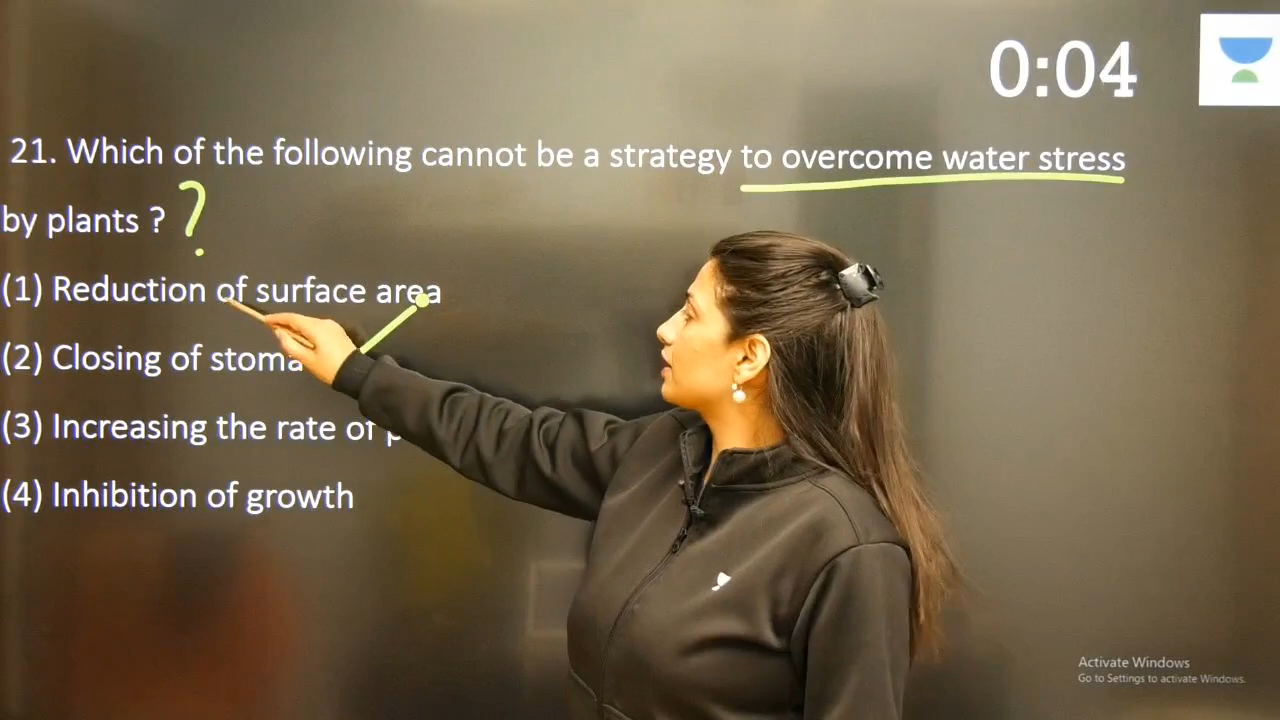 0:04
21. Which of the following cannot be a strategy to overcome water stress
by plants ? ?
(1) Reduction of surface area
(2) Closing of
(3) Increasing the rate of
(4) Inhibition of growth
Activate Windows
Go to Settings to activate Windows.